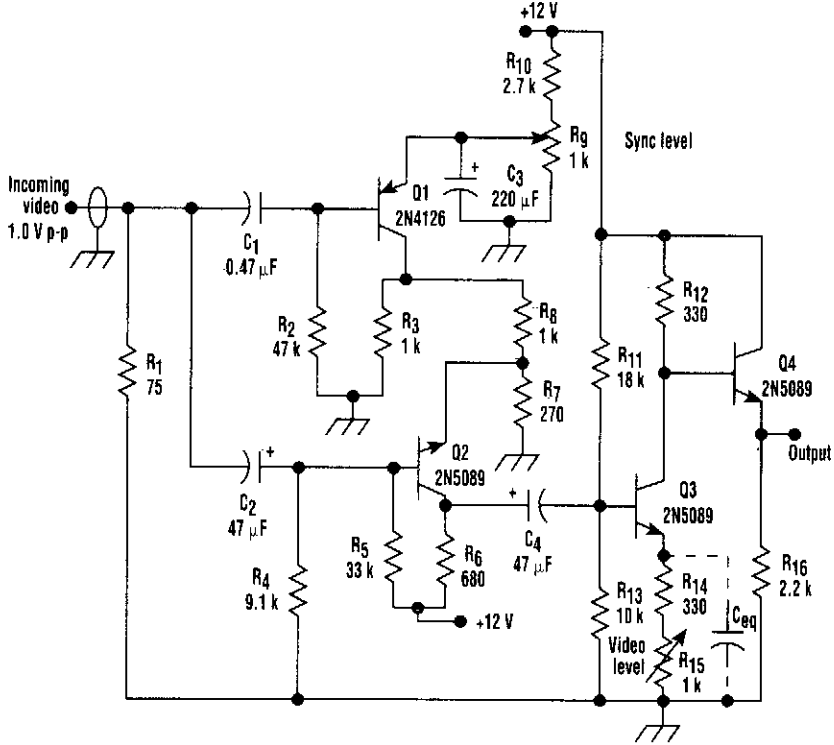 +12 V
R10
2.7 k
R9
1 k
Sync level
Incoming
video
1.0 V p-p
Q1
2N4126
+
C3
220 μF
C1
0.47 μF
R2
47 k
R3
1 k
R8
1 k
R12
330
R1
75
R11
18 k
Q4
2N5089
R7
270
Output
Q2
2N5089
+
C2
47 μF
+
C4
47 μF
Q3
2N5089
R5
33 k
R6
680
R4
9.1 k
R13
10 k
R14
330
R16
2.2 k
Ceq
+12 V
Video
level
R15
1 k